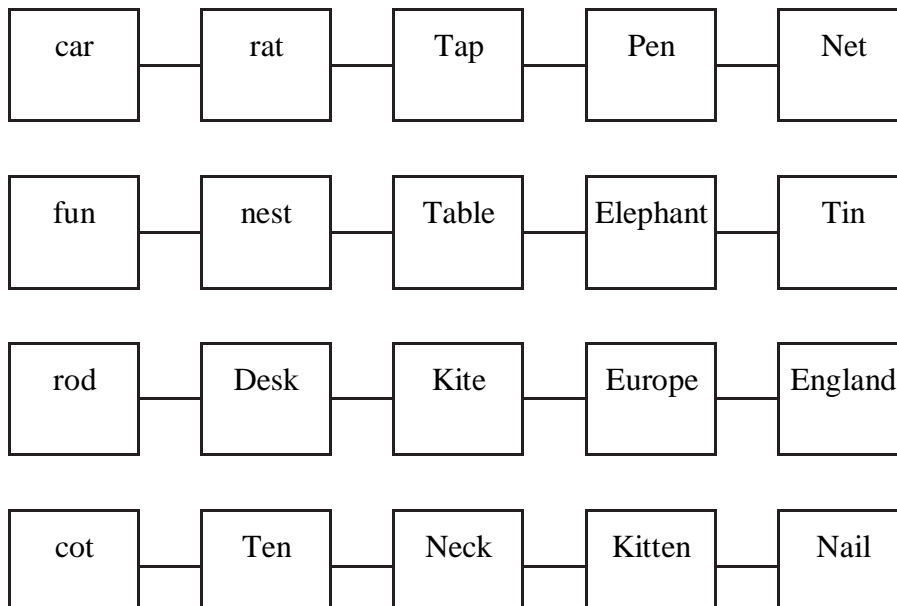 car rat Tap Pen Net
fun nest Table Elephant Tin
rod Desk Kite Europe England
cot Ten Neck Kitten Nail